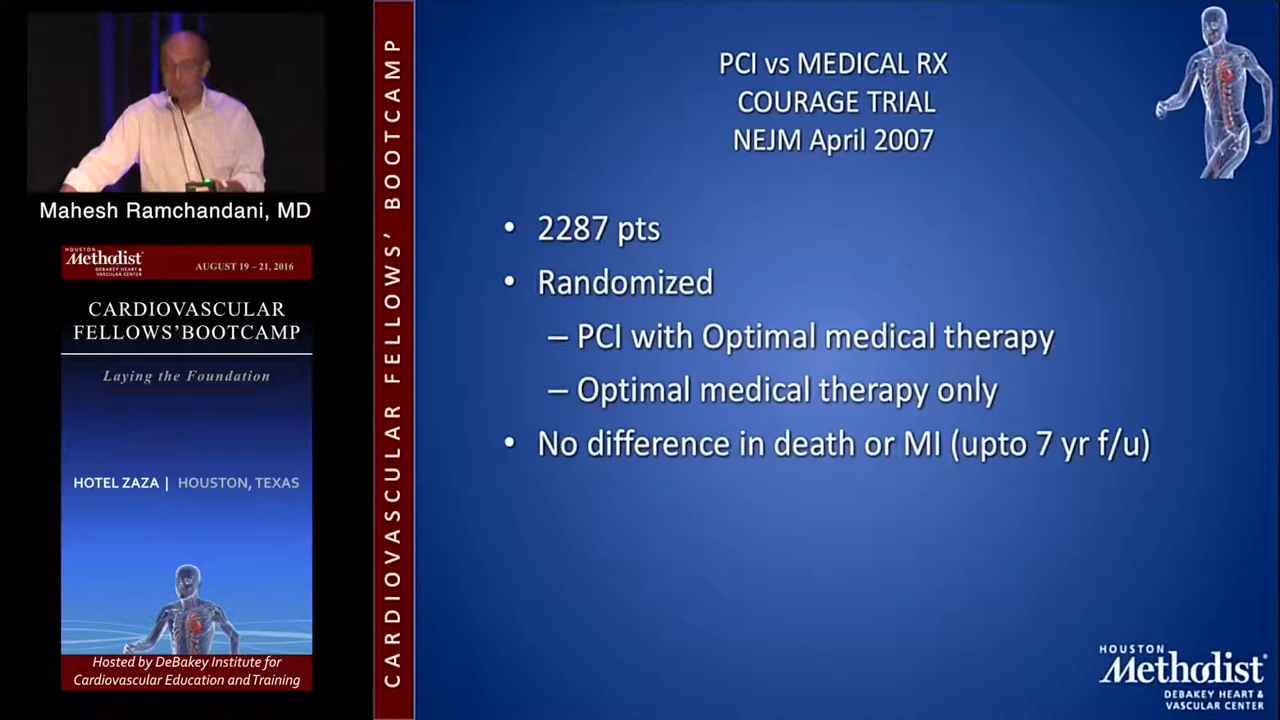 Mahesh Ramchandani, MD
HOUSTON
Methodist
DEBAKEY HEART &
VASCULAR CENTER
AUGUST 19 – 21, 2016
CARDIOVASCULAR
FELLOWS’BOOTCAMP
Laying the Foundation
HOTEL ZAZA | HOUSTON, TEXAS
Hosted by DeBakey Institute for
Cardiovascular Education and Training
CARDIOVASCULAR FELLOWS’ BOOTCAMP
PCI vs MEDICAL RX
COURAGE TRIAL
NEJM April 2007
• 2287 pts
• Randomized
– PCI with Optimal medical therapy
– Optimal medical therapy only
• No difference in death or MI (upto 7 yr f/u)
HOUSTON
Methodist®
DEBAKEY HEART &
VASCULAR CENTER